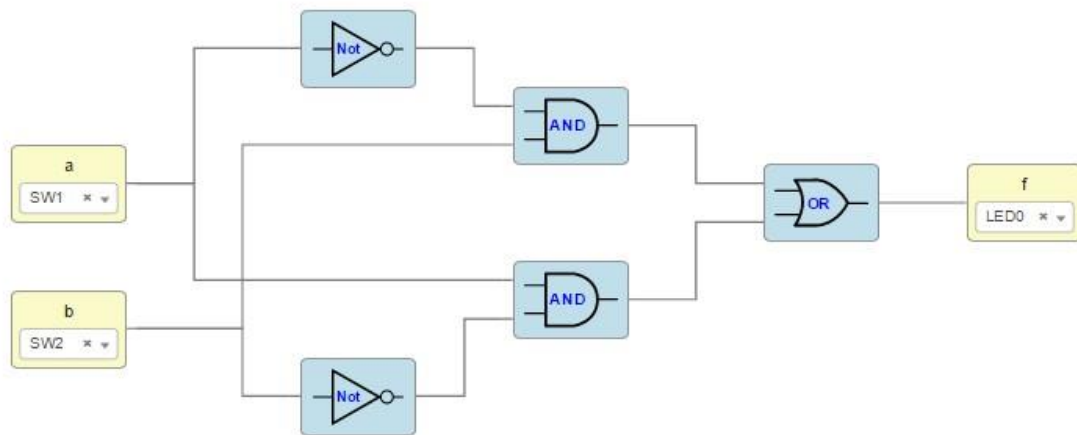 Not
AND
a
SW1 × ▾
OR
f
LED0 × ▾
AND
b
SW2 × ▾
Not